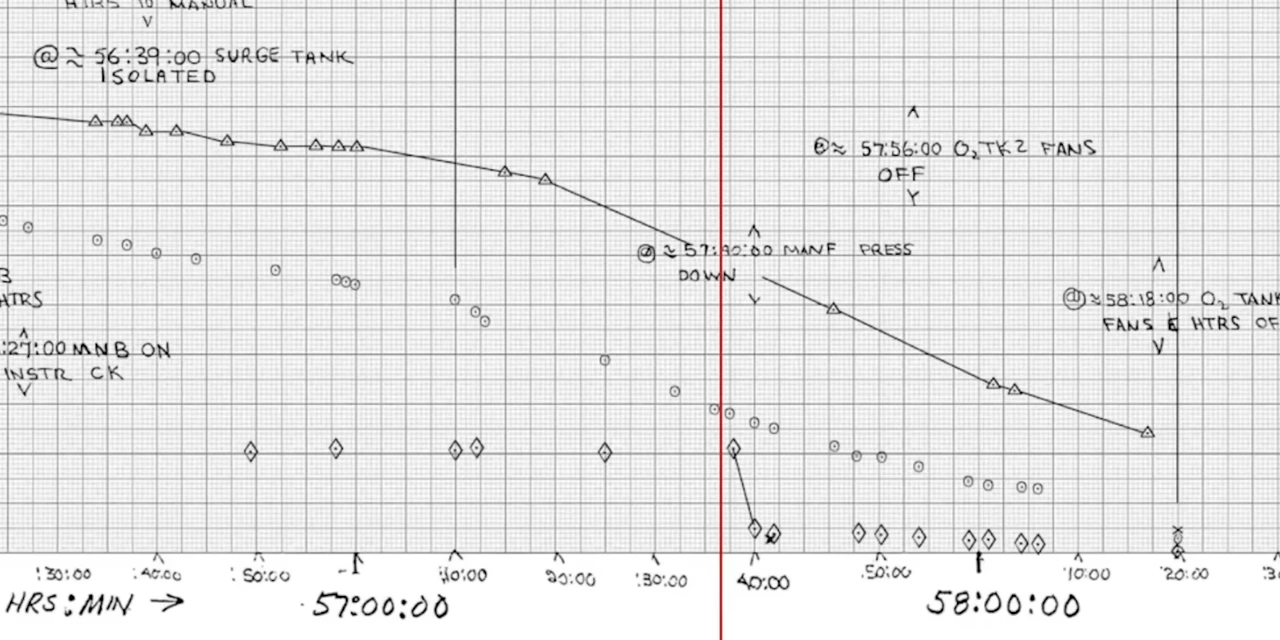 HTRS TO MANUAL
@ ≈ 56:39:00 SURGE TANK
ISOLATED
@ ≈ 57:56:00 O₂ TK 2 FANS
OFF
@ ≈ 57:40:00 MANF PRESS
DOWN
B
HTRS
@ ≈ 58:18:00 O₂ TANK
FANS & HTRS OF
:27:00 MNB ON
INSTR CK
:30:00 :40:00 :50:00 10:00 20:00 :30:00 40:00 :50:00 :10:00 :20:00 :3
HRS:MIN → 57:00:00 58:00:00